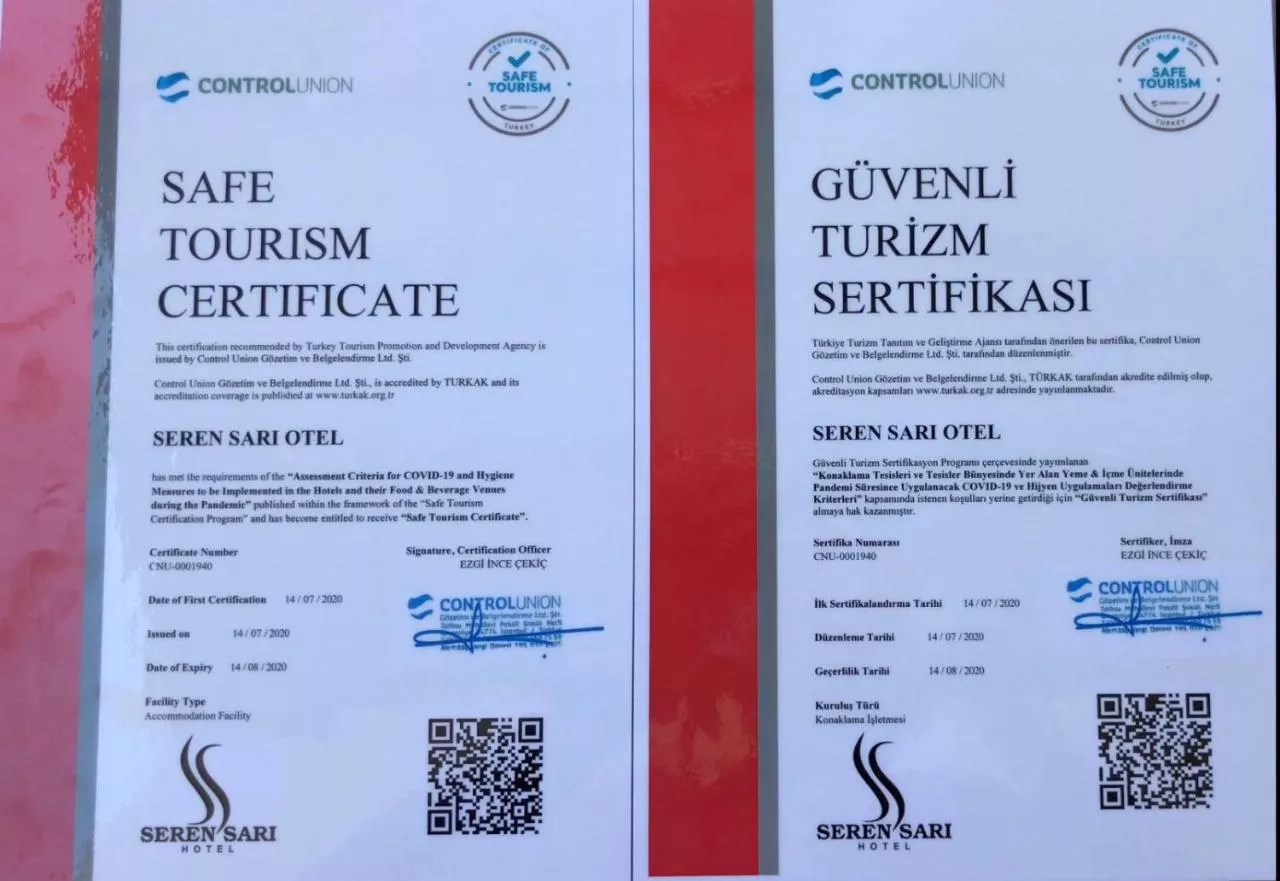 CONTROLUNION
CERTIFICATE OF
SAFE
TOURISM
CONTROLUNION
TURKEY
SAFE
TOURISM
CERTIFICATE
This certification recommended by Turkey Tourism Promotion and Development Agency is
issued by Control Union Gözetim ve Belgelendirme Ltd. Şti.
Control Union Gözetim ve Belgelendirme Ltd. Şti., is accredited by TURKAK and its
accreditation coverage is published at www.turkak.org.tr
SEREN SARI OTEL
has met the requirements of the “Assessment Criteria for COVID-19 and Hygiene
Measures to be Implemented in the Hotels and their Food & Beverage Venues
during the Pandemic” published within the framework of the “Safe Tourism
Certification Program” and has become entitled to receive “Safe Tourism Certificate”.
Certificate Number
CNU-0001940
Signature, Certification Officer
EZGİ İNCE ÇEKİÇ
Date of First Certification 14 / 07 / 2020
Issued on 14 / 07 / 2020
Date of Expiry 14 / 08 / 2020
CONTROLUNION
Gözetim ve Belgelendirme Ltd. Şti.
Facility Type
Accommodation Facility
SEREN SARI
HOTEL
CONTROLUNION
CERTIFICATE OF
SAFE
TOURISM
CONTROLUNION
TURKEY
GÜVENLİ
TURİZM
SERTİFİKASI
Türkiye Turizm Tanıtım ve Geliştirme Ajansı tarafından önerilen bu sertifika, Control Union
Gözetim ve Belgelendirme Ltd. Şti. tarafından düzenlenmiştir.
Control Union Gözetim ve Belgelendirme Ltd. Şti., TÜRKAK tarafından akredite edilmiş olup,
akreditasyon kapsamları www.turkak.org.tr adresinde yayınlanmaktadır.
SEREN SARI OTEL
Güvenli Turizm Sertifikasyon Programı çerçevesinde yayımlanan
“Konaklama Tesisleri ve Tesisler Bünyesinde Yer Alan Yeme & İçme Ünitelerinde
Pandemi Süresince Uygulanacak COVID-19 ve Hijyen Uygulamaları Değerlendirme
Kriterleri” kapsamında istenen koşulları yerine getirdiği için “Güvenli Turizm Sertifikası”
almaya hak kazanmıştır.
Sertifika Numarası
CNU-0001940
Sertifiker, İmza
EZGİ İNCE ÇEKİÇ
İlk Sertifikalandırma Tarihi 14 / 07 / 2020
Düzenleme Tarihi 14 / 07 / 2020
Geçerlilik Tarihi 14 / 08 / 2020
CONTROLUNION
Gözetim ve Belgelendirme Ltd. Şti.
Kuruluş Türü
Konaklama İşletmesi
SEREN SARI
HOTEL